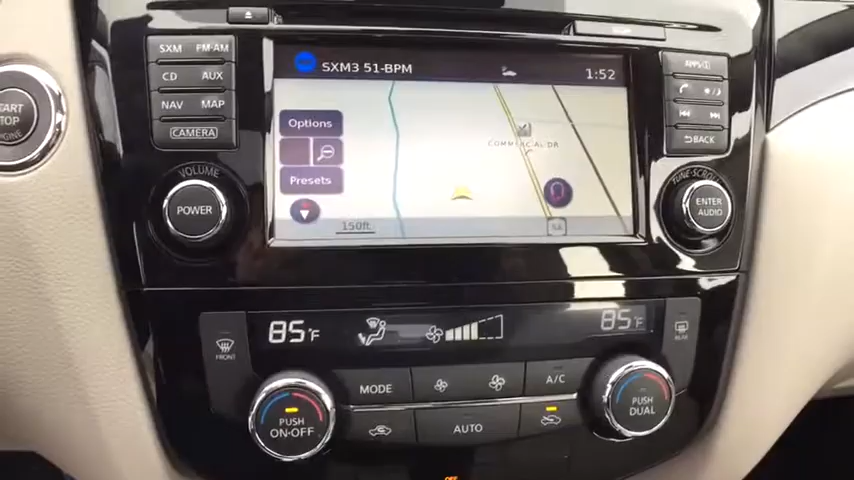 SXM FM·AM
CD AUX
NAV MAP
CAMERA
VOLUME
POWER
START
STOP
ENGINE
SXM3 51-BPM 1:52
Options
Presets
150ft
COMMERCIAL DR
APPS
BACK
TUNE·SCROLL
ENTER
AUDIO
85°F
85°F
FRONT
REAR
MODE
A/C
AUTO
PUSH
ON-OFF
PUSH
DUAL
OFF